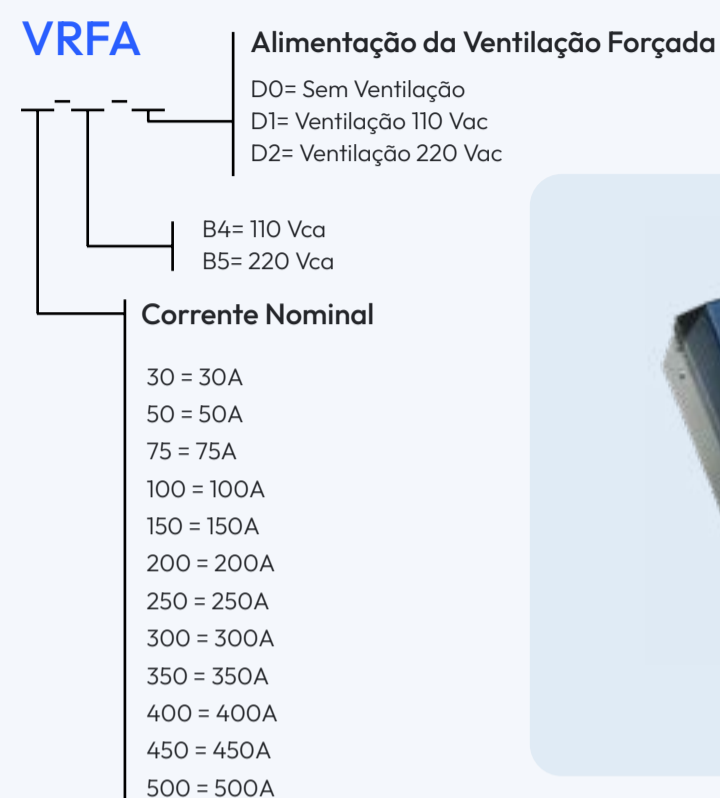 VRFA
Alimentação da Ventilação Forçada
D0= Sem Ventilação
D1= Ventilação 110 Vac
D2= Ventilação 220 Vac
B4= 110 Vca
B5= 220 Vca
Corrente Nominal
30 = 30A
50 = 50A
75 = 75A
100 = 100A
150 = 150A
200 = 200A
250 = 250A
300 = 300A
350 = 350A
400 = 400A
450 = 450A
500 = 500A